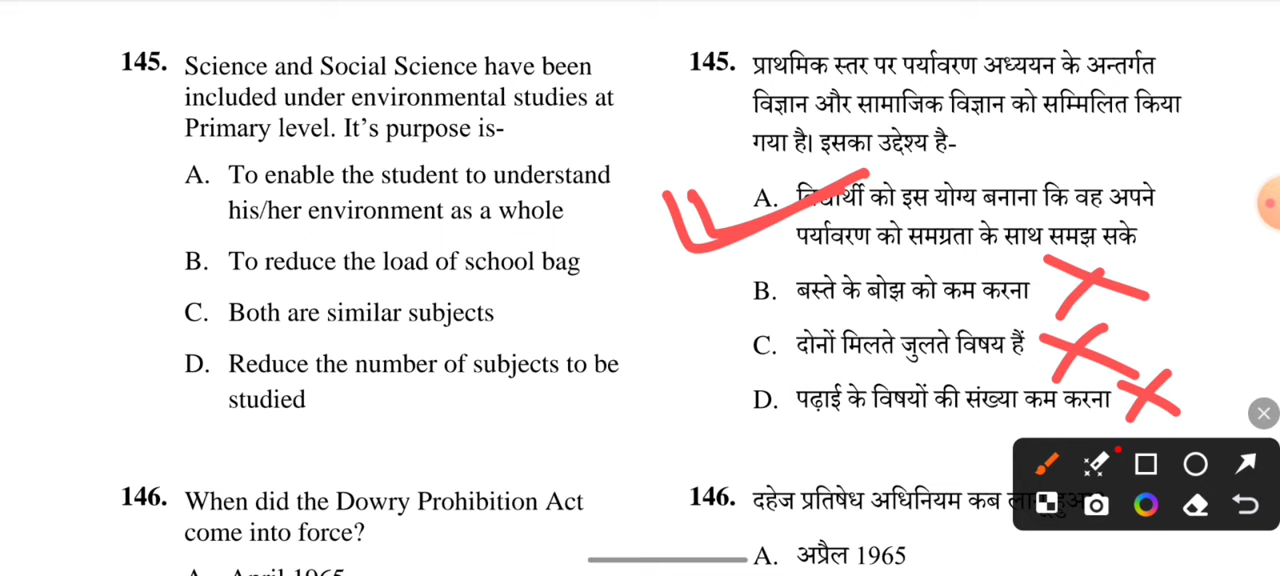 145. Science and Social Science have been
included under environmental studies at
Primary level. It's purpose is-
A. To enable the student to understand
his/her environment as a whole
B. To reduce the load of school bag
C. Both are similar subjects
D. Reduce the number of subjects to be
studied
146. When did the Dowry Prohibition Act
come into force?
A. April 1965
145. प्राथमिक स्तर पर पर्यावरण अध्ययन के अन्तर्गत
विज्ञान और सामाजिक विज्ञान को सम्मिलित किया
गया है। इसका उद्देश्य है-
A. विद्यार्थी को इस योग्य बनाना कि वह अपने
पर्यावरण को समग्रता के साथ समझ सके
B. बस्ते के बोझ को कम करना
C. दोनों मिलते जुलते विषय हैं
D. पढ़ाई के विषयों की संख्या कम करना
146. दहेज प्रतिषेध अधिनियम कब
A. अप्रैल 1965